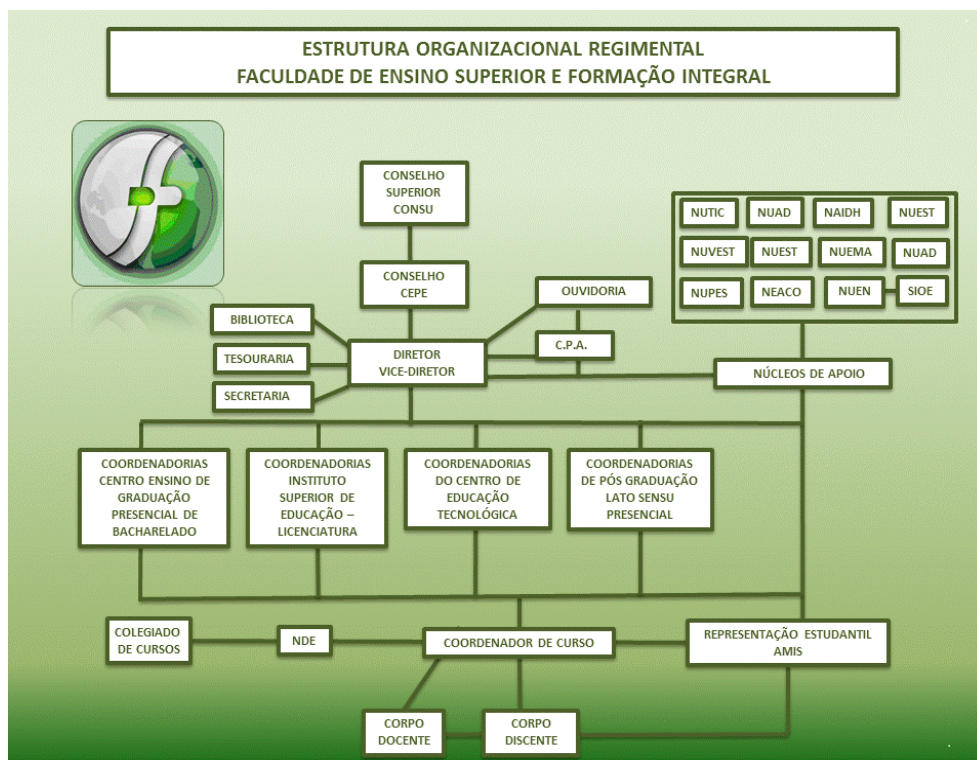 ESTRUTURA ORGANIZACIONAL REGIMENTAL
FACULDADE DE ENSINO SUPERIOR E FORMAÇÃO INTEGRAL
CONSELHO
SUPERIOR
CONSU
NUTIC
NUAD
NAIDH
NUEST
NUVEST
NUEST
NUEMA
NUAD
NUPES
NEACO
NUEN
SIOE
CONSELHO
CEPE
OUVIDORIA
BIBLIOTECA
C.P.A.
TESOURARIA
DIRETOR
VICE-DIRETOR
NÚCLEOS DE APOIO
SECRETARIA
COORDENADORIAS
CENTRO ENSINO DE
GRADUAÇÃO
PRESENCIAL DE
BACHARELADO
COORDENADORIAS
INSTITUTO
SUPERIOR DE
EDUCAÇÃO –
LICENCIATURA
COORDENADORIAS
DO CENTRO DE
EDUCAÇÃO
TECNOLÓGICA
COORDENADORIAS
DE PÓS GRADUAÇÃO
LATO SENSU
PRESENCIAL
COLEGIADO
DE CURSOS
NDE
COORDENADOR DE CURSO
REPRESENTAÇÃO ESTUDANTIL
AMIS
CORPO
DOCENTE
CORPO
DISCENTE